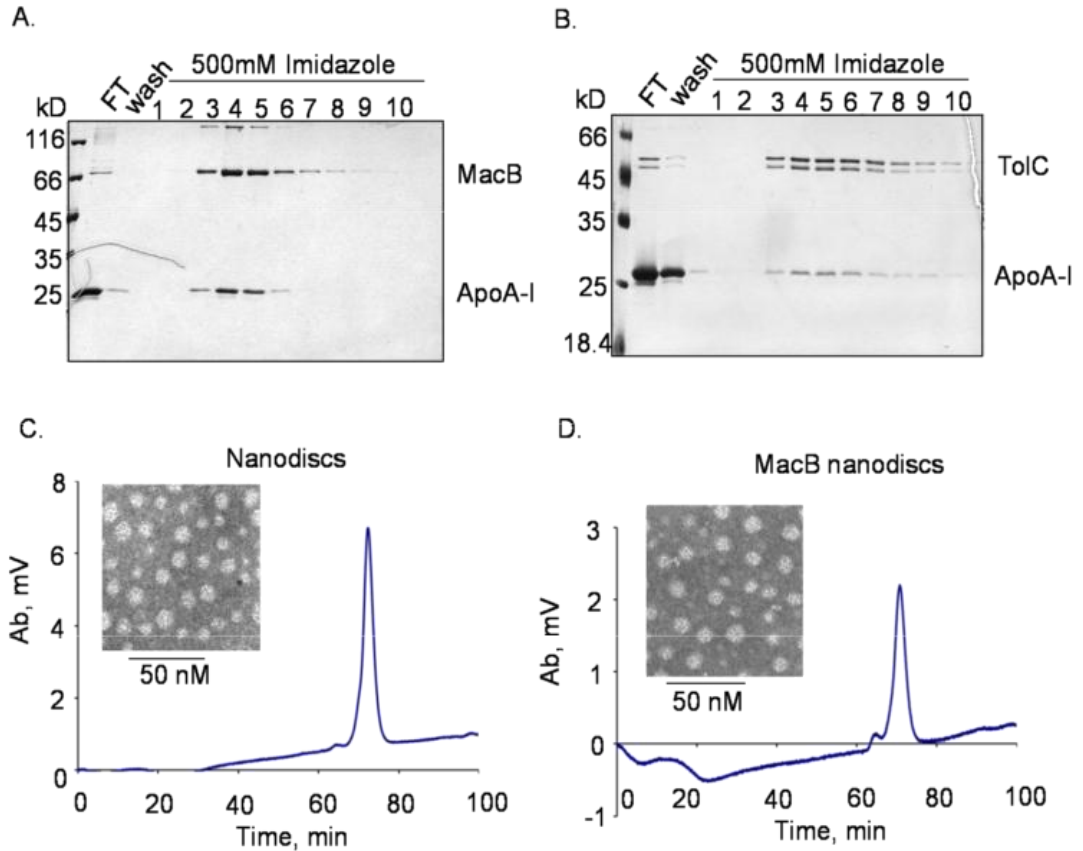 A.
500mM Imidazole
FT
wash
kD
1 2 3 4 5 6 7 8 9 10
116
66
45
35
25
MacB
ApoA-I
B.
500mM Imidazole
FT
wash
kD
1 2 3 4 5 6 7 8 9 10
66
45
35
25
18.4
TolC
ApoA-I
C.
Nanodiscs
8
6
4
2
0
Ab, mV
50 nM
0 20 40 60 80 100
Time, min
D.
MacB nanodiscs
3
2
1
0
-1
Ab, mV
50 nM
0 20 40 60 80 100
Time, min